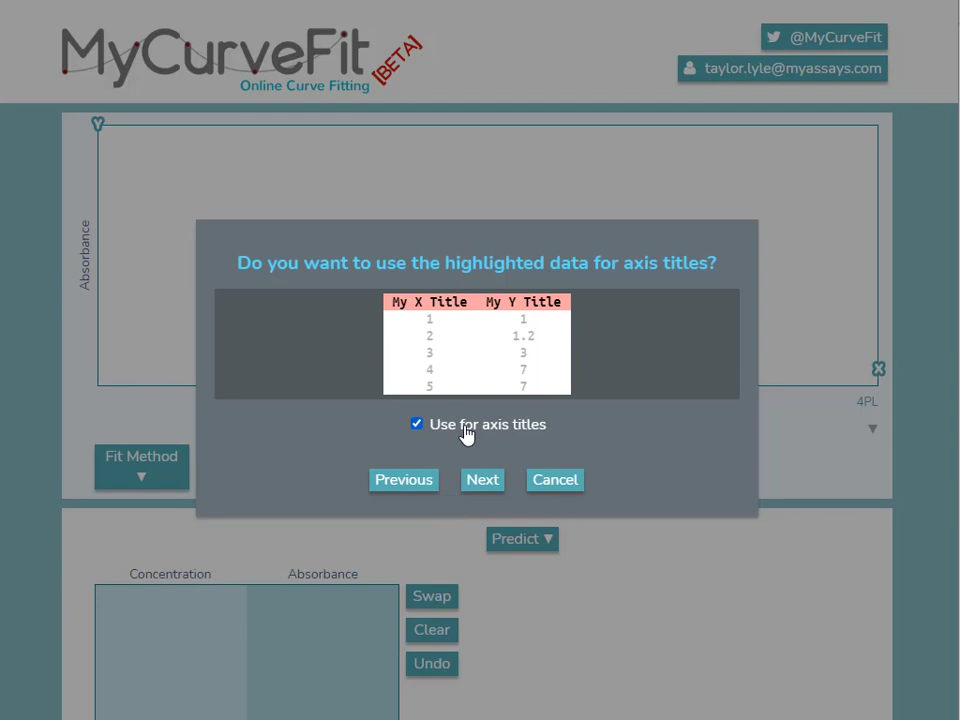 MyCurveFit
[BETA]
Online Curve Fitting
@MyCurveFit
taylor.lyle@myassays.com
Y
Absorbance
Do you want to use the highlighted data for axis titles?
My X Title My Y Title
1 1
2 1.2
3 3
4 7
5 7
X
4PL
▼
Use for axis titles
Fit Method
▼
Previous Next Cancel
Predict ▼
Concentration Absorbance
Swap
Clear
Undo